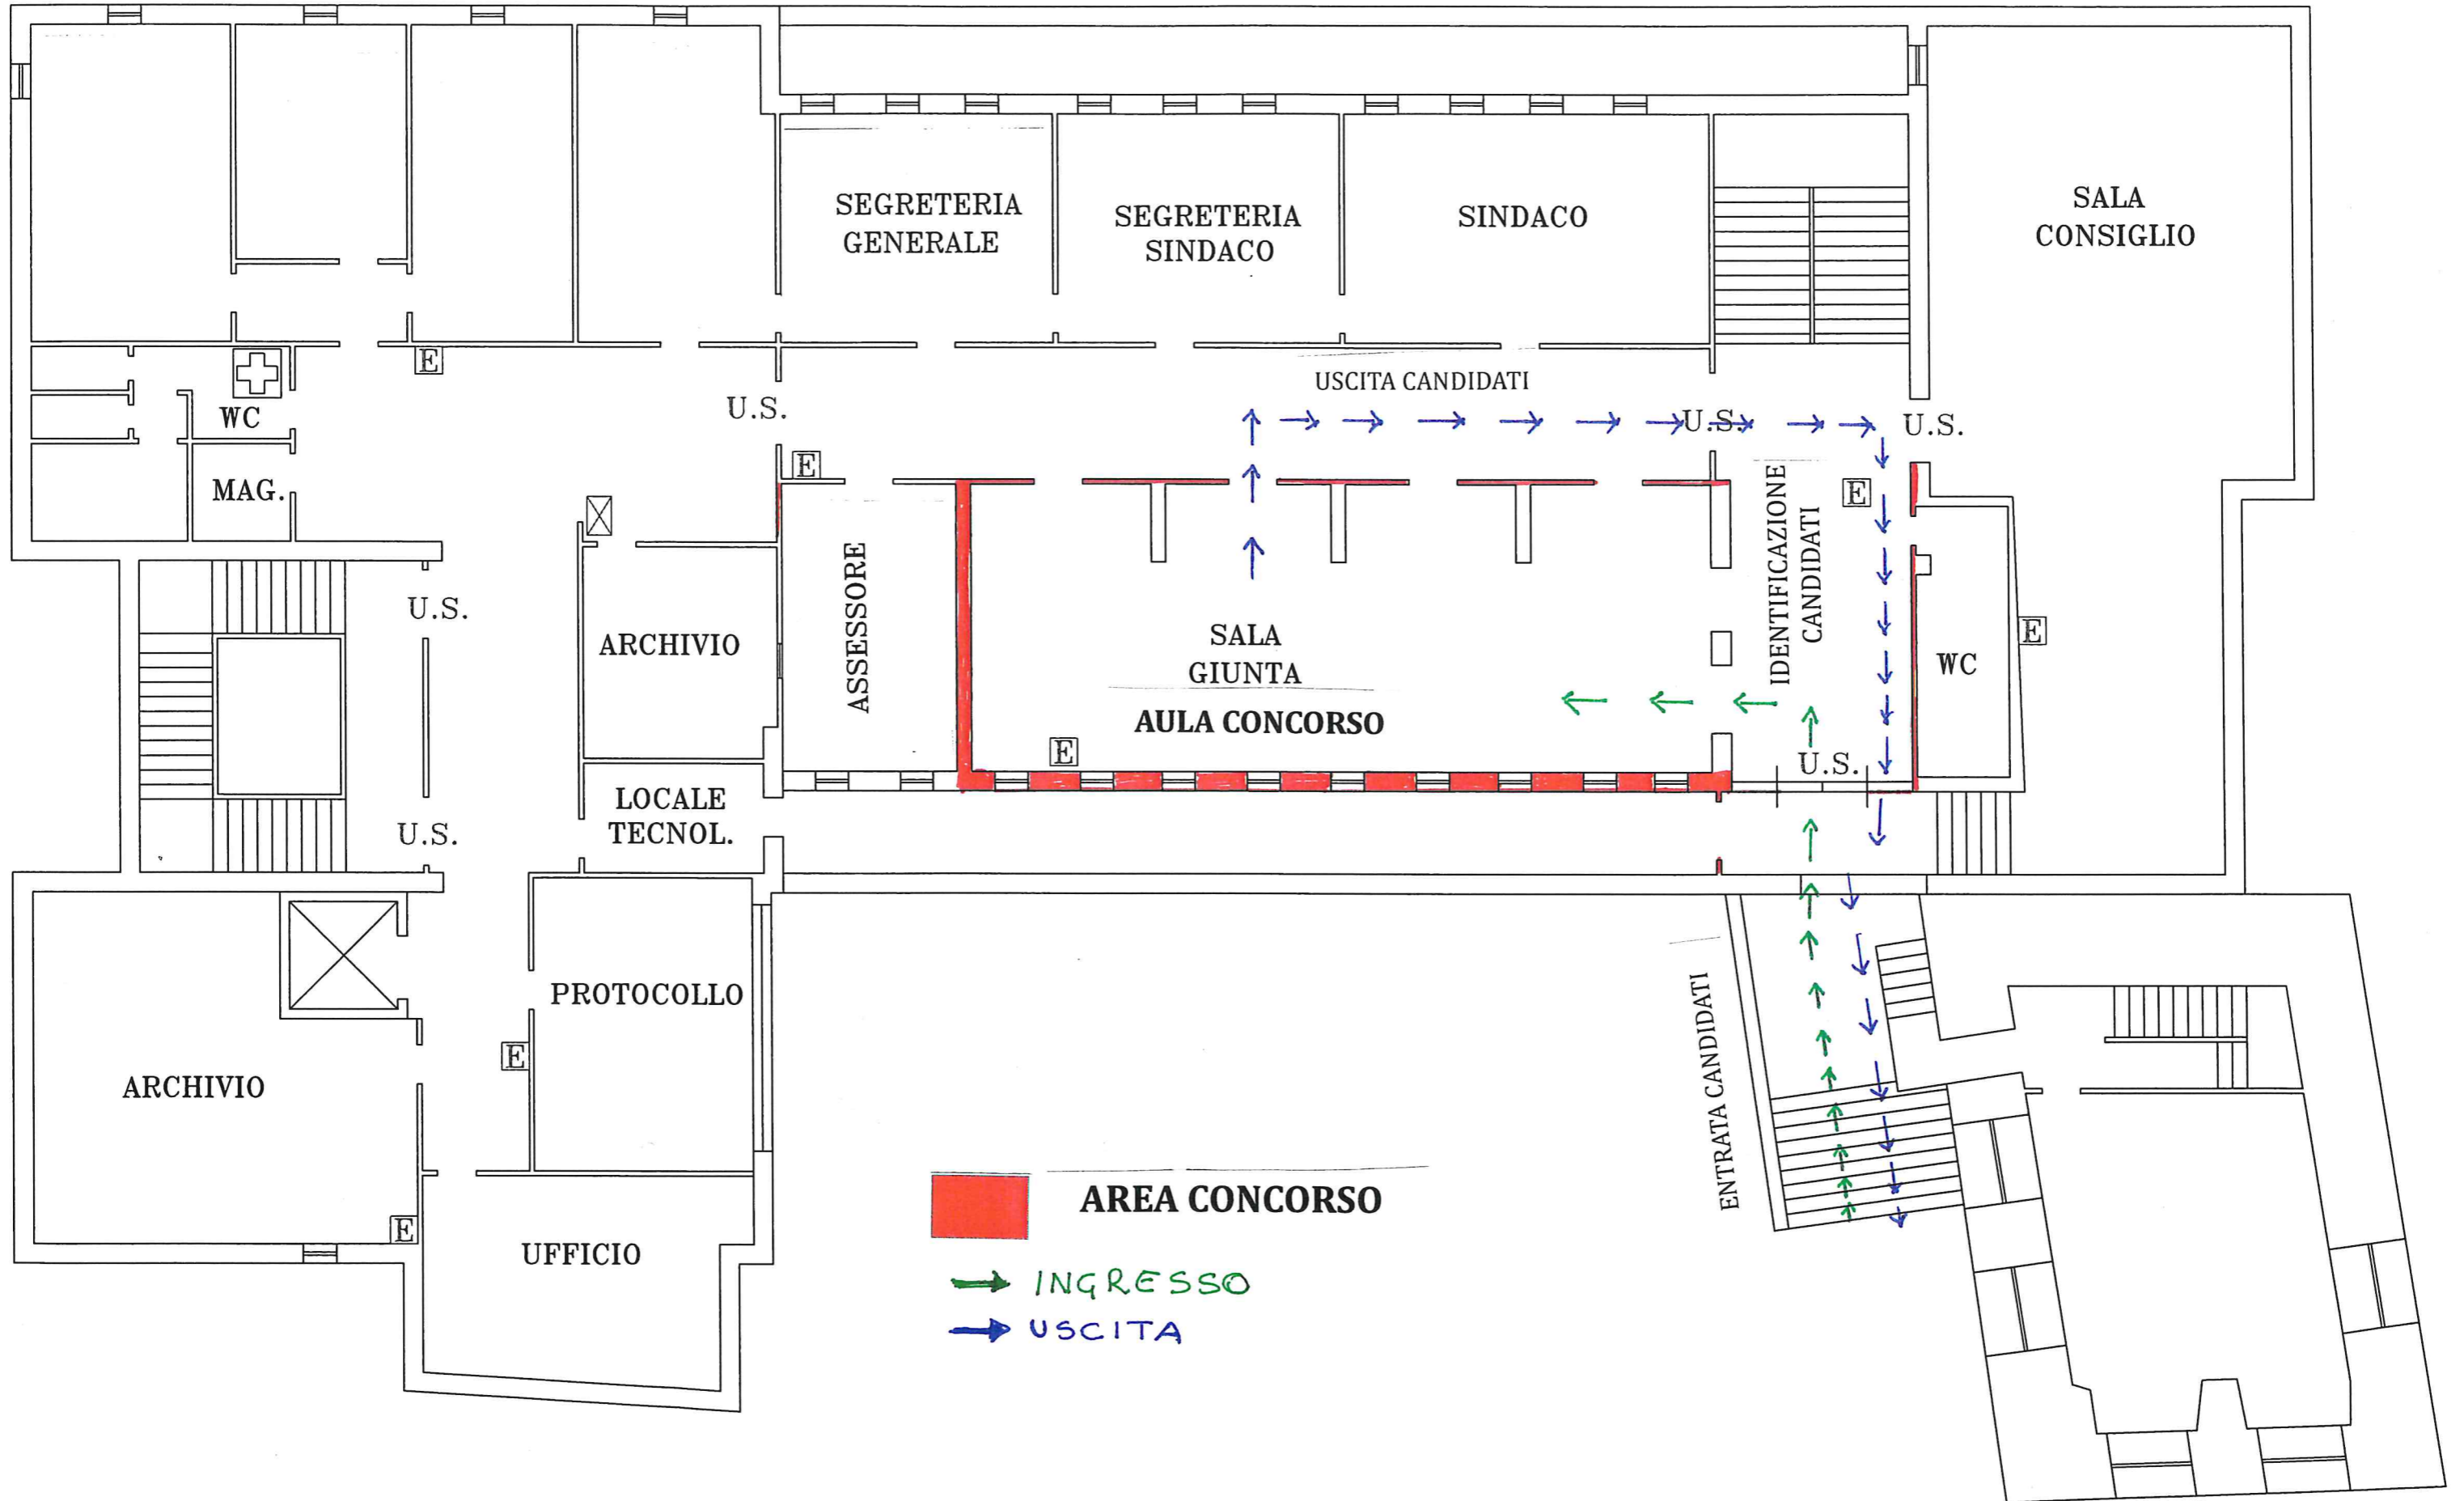 SEGRETERIA
GENERALE
SEGRETERIA
SINDACO
SINDACO
SALA
CONSIGLIO
E
WC
MAG.
U.S.
E
USCITA CANDIDATI
U.S.
U.S.
IDENTIFICAZIONE
CANDIDATI
E
U.S.
ARCHIVIO
ASSESSORE
SALA
GIUNTA
AULA CONCORSO
E
WC
E
U.S.
U.S.
LOCALE
TECNOL.
PROTOCOLLO
E
ARCHIVIO
E
UFFICIO
ENTRATA CANDIDATI
AREA CONCORSO
INGRESSO
USCITA